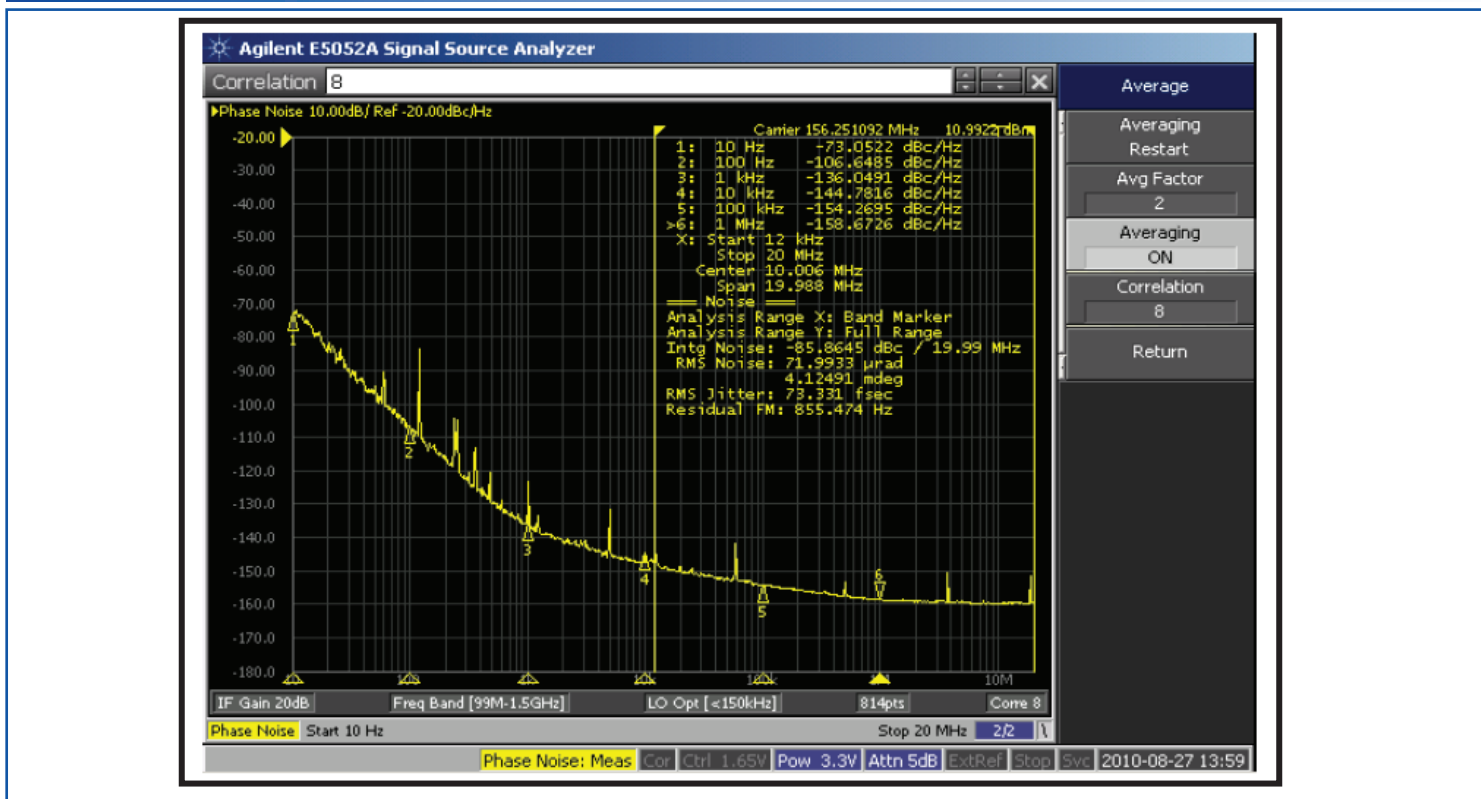 Agilent E5052A Signal Source Analyzer
Correlation 8
Phase Noise 10.00dB/ Ref -20.00dBc/Hz
Carrier 156.251092 MHz 10.9922 dBm
1: 10 Hz -73.0522 dBc/Hz
2: 100 Hz -106.6485 dBc/Hz
3: 1 kHz -136.0491 dBc/Hz
4: 10 kHz -144.7816 dBc/Hz
5: 100 kHz -154.2695 dBc/Hz
>6: 1 MHz -158.6726 dBc/Hz
X: Start 12 kHz
Stop 20 MHz
Center 10.006 MHz
Span 19.988 MHz
=== Noise ===
Analysis Range X: Band Marker
Analysis Range Y: Full Range
Intg Noise: -85.8645 dBc / 19.99 MHz
RMS Noise: 71.9933 µrad
4.12491 mdeg
RMS Jitter: 73.331 fsec
Residual FM: 855.474 Hz
-20.00
-30.00
-40.00
-50.00
-60.00
-70.00
-80.00
-90.00
-100.0
-110.0
-120.0
-130.0
-140.0
-150.0
-160.0
-170.0
-180.0
1
2
3
4
5
6
10M
IF Gain 20dB Freq Band [99M-1.5GHz] LO Opt [<150kHz] 814pts Corre 8
Phase Noise Start 10 Hz Stop 20 MHz 2/2
Phase Noise: Meas Cor Ctrl 1.65V Pow 3.3V Attn 5dB ExtRef Stop Svc 2010-08-27 13:59
Average
Averaging
Restart
Avg Factor
2
Averaging
ON
Correlation
8
Return